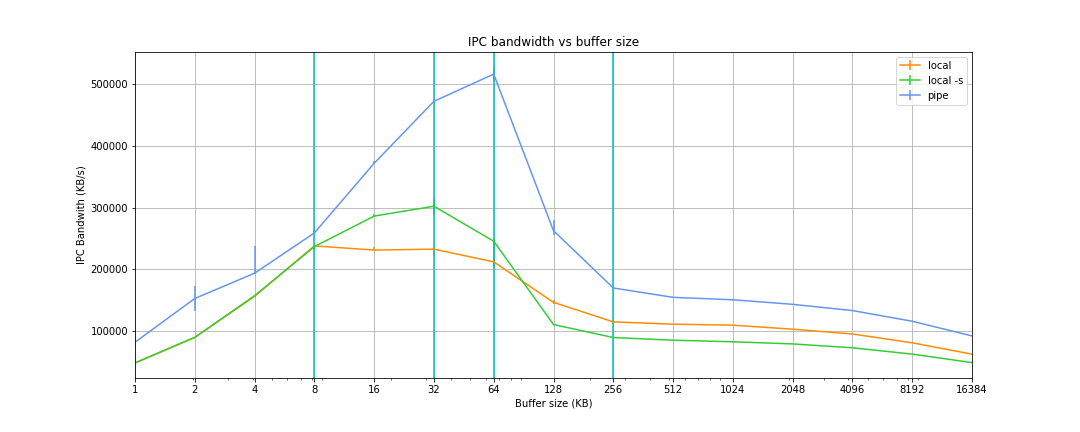 IPC bandwidth vs buffer size
local
local -s
pipe
500000
400000
300000
200000
100000
IPC Bandwith (KB/s)
1 2 4 8 16 32 64 128 256 512 1024 2048 4096 8192 16384
Buffer size (KB)